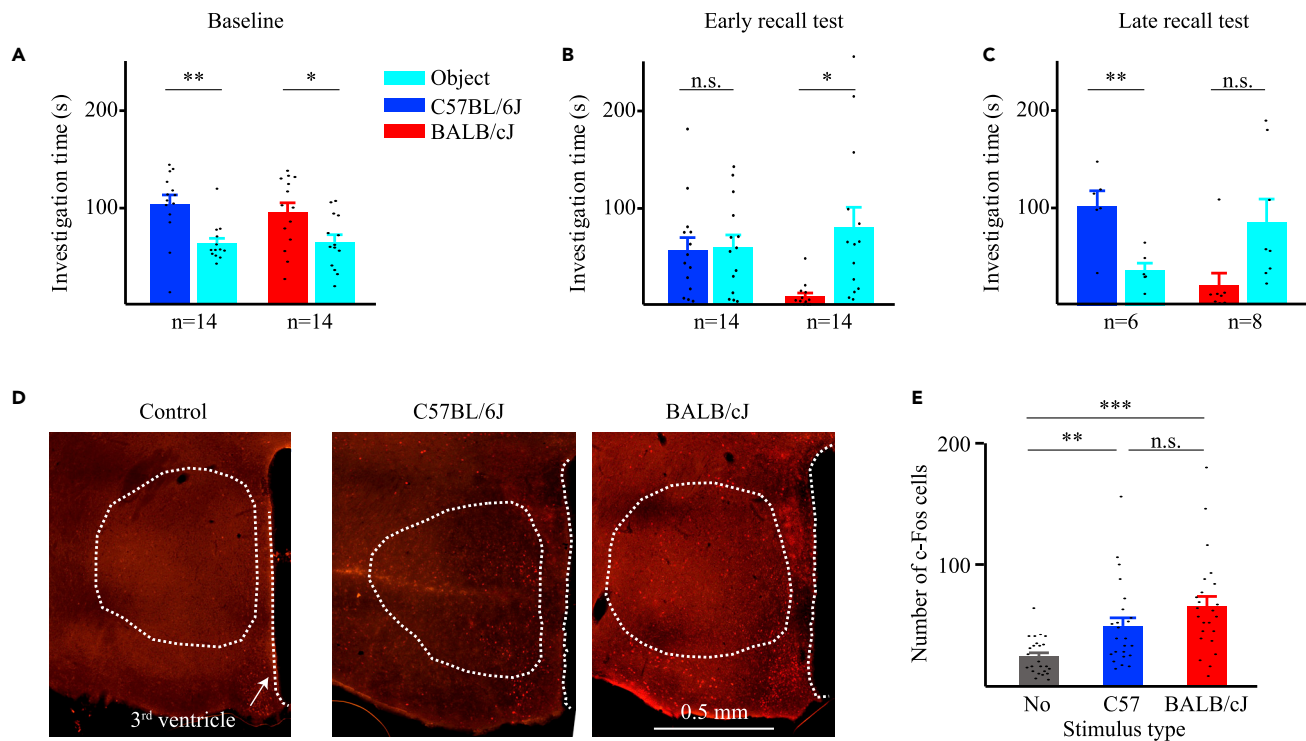 Baseline
Early recall test
Late recall test
A
Investigation time (s)
200
100
**
*
Object
C57BL/6J
BALB/cJ
n=14
n=14
B
Investigation time (s)
200
100
n.s.
*
n=14
n=14
C
Investigation time (s)
200
100
**
n.s.
n=6
n=8
D
Control
C57BL/6J
BALB/cJ
3rd ventricle
0.5 mm
E
Number of c-Fos cells
200
100
***
**
n.s.
No
C57
BALB/cJ
Stimulus type